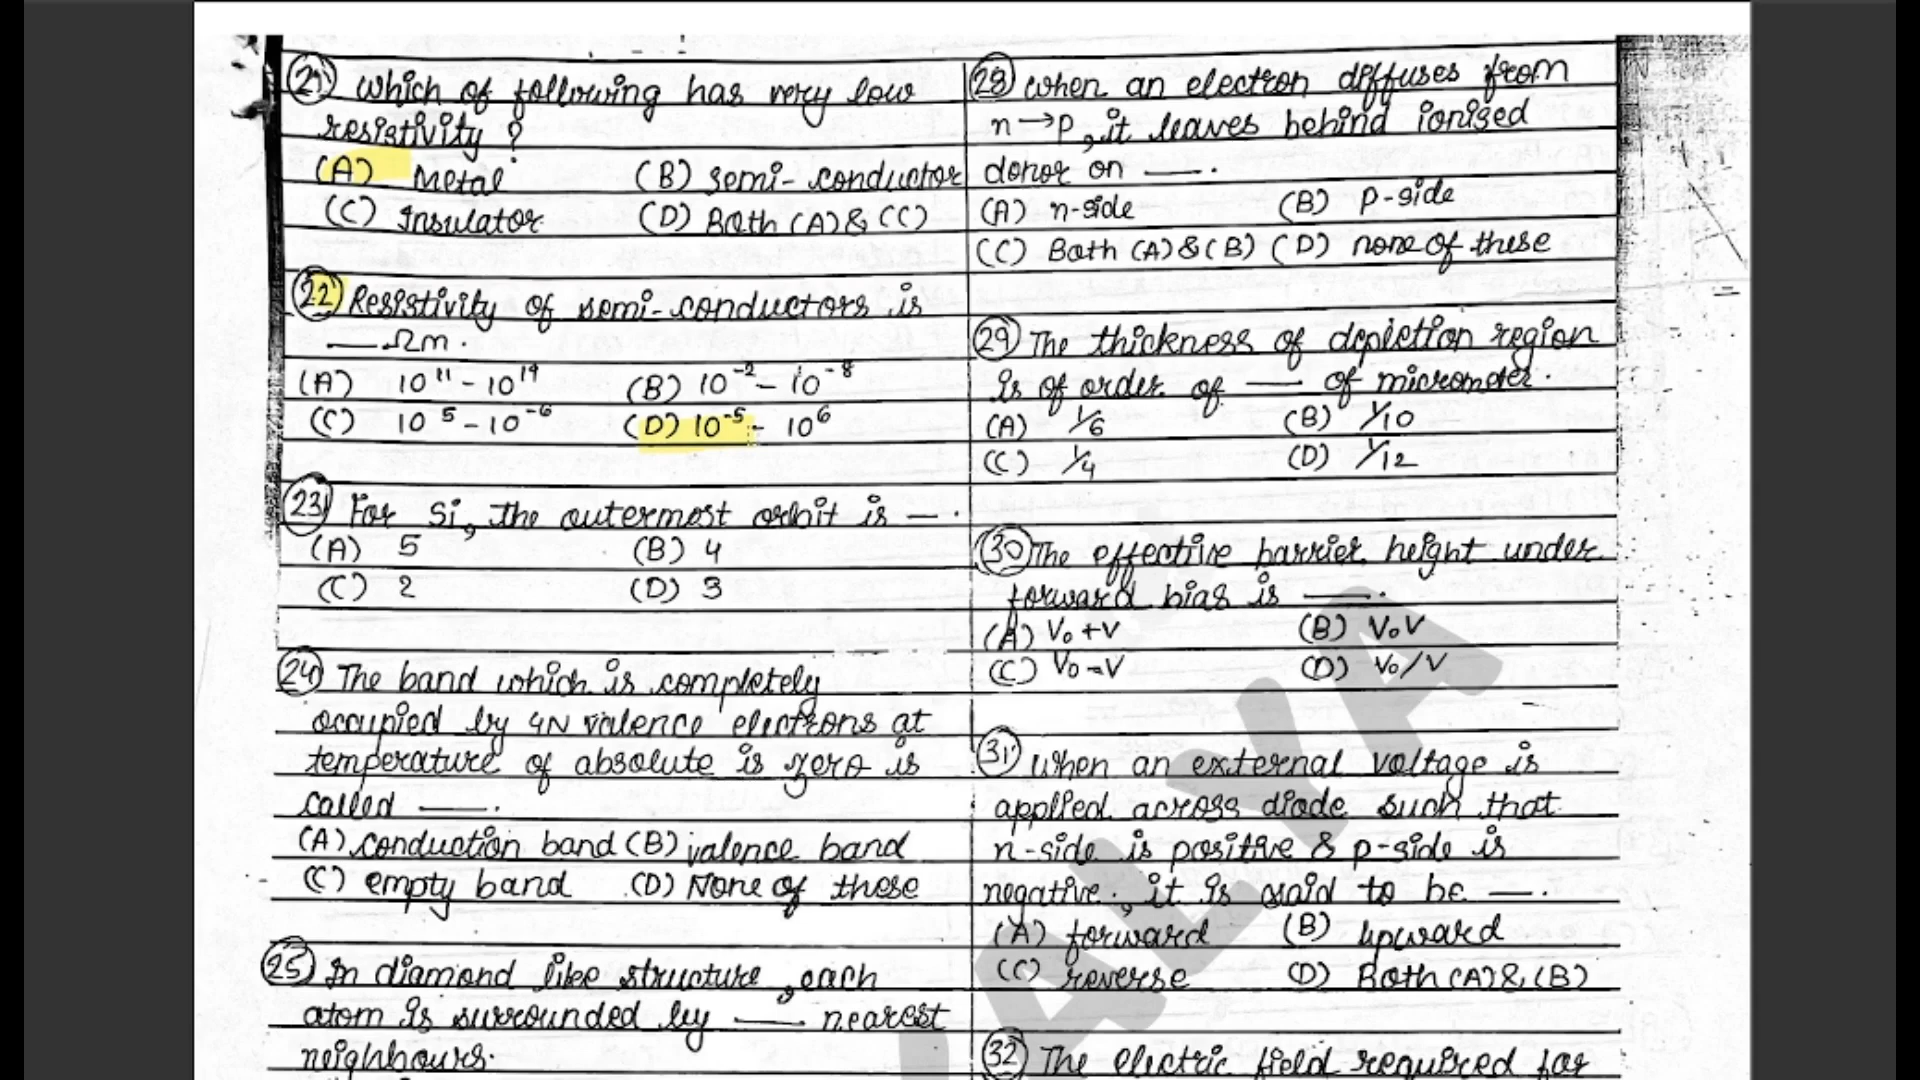 21) Which of following has very low
resistivity?
(A) Metal (B) semi-conductor
(C) Insulator (D) Both (A) & (C)
22) Resistivity of semi-conductors is
___ Ωm.
(A) 10¹¹ - 10¹⁹ (B) 10⁻² - 10⁻⁸
(C) 10⁵ - 10⁻⁶ (D) 10⁻⁵ - 10⁶
23) For Si, the outermost orbit is —.
(A) 5 (B) 4
(C) 2 (D) 3
24) The band which is completely
occupied by 4N valence electrons at
temperature of absolute is zero is
called ___.
(A) conduction band (B) valence band
(C) empty band (D) None of these
25) In diamond like structure, each
atom is surrounded by ___ nearest
neighbours.
28) when an electron diffuses from
n→p, it leaves behind ionised
donor on ___.
(A) n-side (B) p-side
(C) Both (A) & (B) (D) none of these
29) The thickness of depletion region
is of order of ___ of micrometer.
(A) 1/6 (B) 1/10
(C) 1/4 (D) 1/12
30) The effective barrier height under
forward bias is ___.
(A) V₀+V (B) V₀V
(C) V₀-V (D) V₀/V
31) When an external voltage is
applied across diode such that
n-side is positive & p-side is
negative, it is said to be —.
(A) forward (B) upward
(C) reverse (D) Both (A) & (B)
32) The electric field required for
ALYA